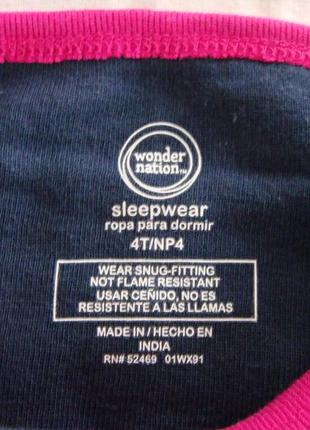 wonder
nation™
sleepwear
ropa para dormir
4T/NP4
WEAR SNUG-FITTING
NOT FLAME RESISTANT
USAR CEÑIDO, NO ES
RESISTENTE A LAS LLAMAS
MADE IN / HECHO EN
INDIA
RN# 52469 01WX91